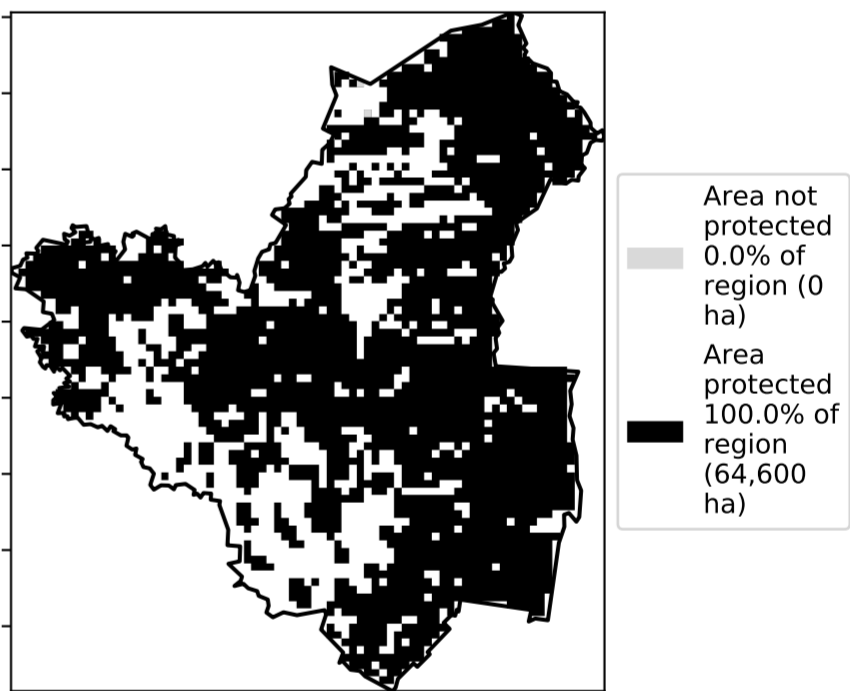 Area not
protected
0.0% of
region (0
ha)
Area
protected
100.0% of
region
(64,600
ha)